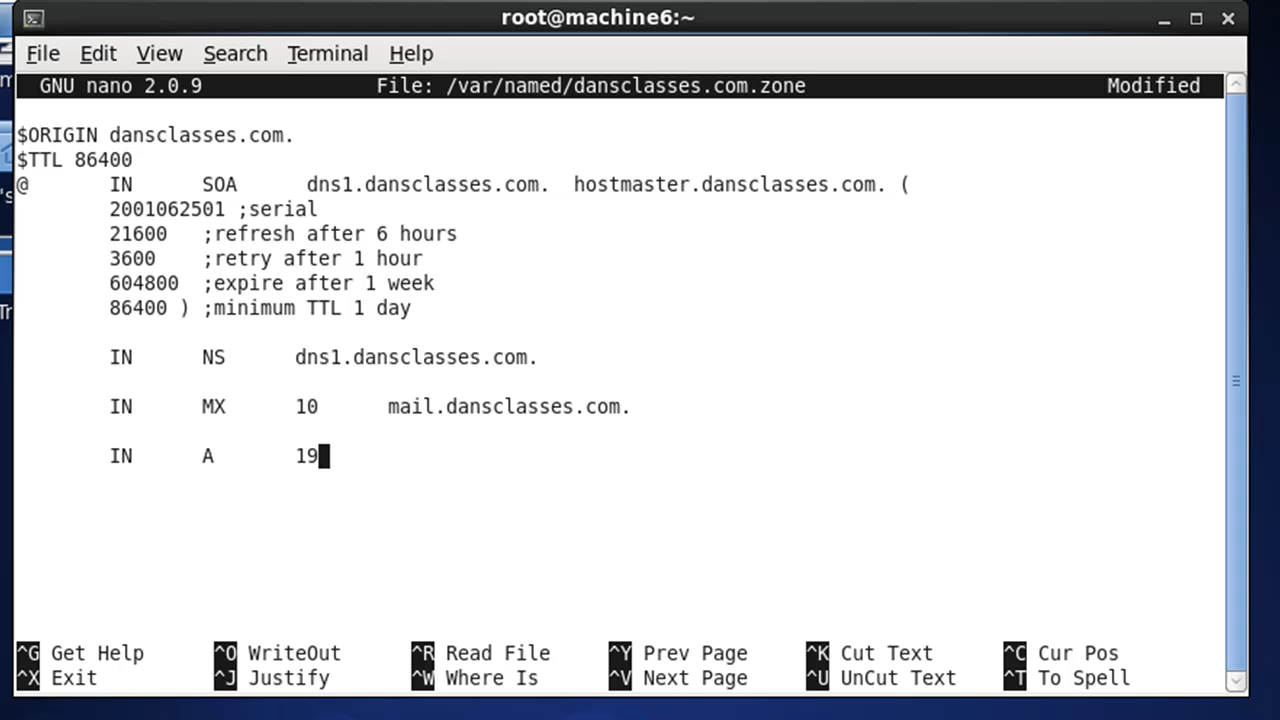 root@machine6:~
File Edit View Search Terminal Help
GNU nano 2.0.9 File: /var/named/dansclasses.com.zone Modified
$ORIGIN dansclasses.com.
$TTL 86400
@ IN SOA dns1.dansclasses.com. hostmaster.dansclasses.com. (
2001062501 ;serial
21600 ;refresh after 6 hours
3600 ;retry after 1 hour
604800 ;expire after 1 week
86400 ) ;minimum TTL 1 day
IN NS dns1.dansclasses.com.
IN MX 10 mail.dansclasses.com.
IN A 19
^G Get Help ^O WriteOut ^R Read File ^Y Prev Page ^K Cut Text ^C Cur Pos
^X Exit ^J Justify ^W Where Is ^V Next Page ^U UnCut Text ^T To Spell